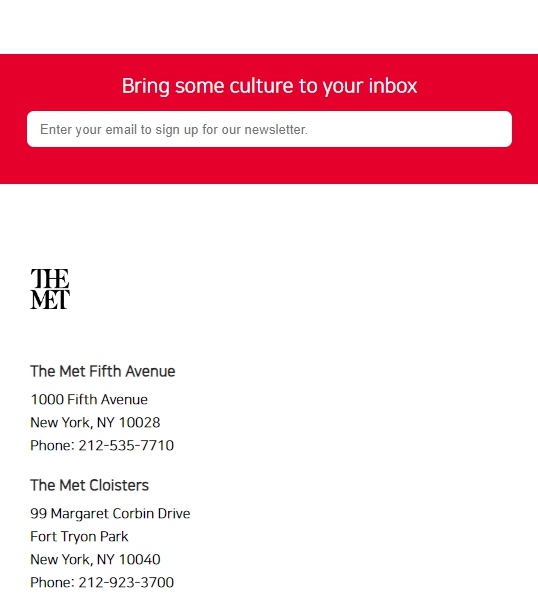 Bring some culture to your inbox
Enter your email to sign up for our newsletter.
THE
MET
The Met Fifth Avenue
1000 Fifth Avenue
New York, NY 10028
Phone: 212-535-7710
The Met Cloisters
99 Margaret Corbin Drive
Fort Tryon Park
New York, NY 10040
Phone: 212-923-3700